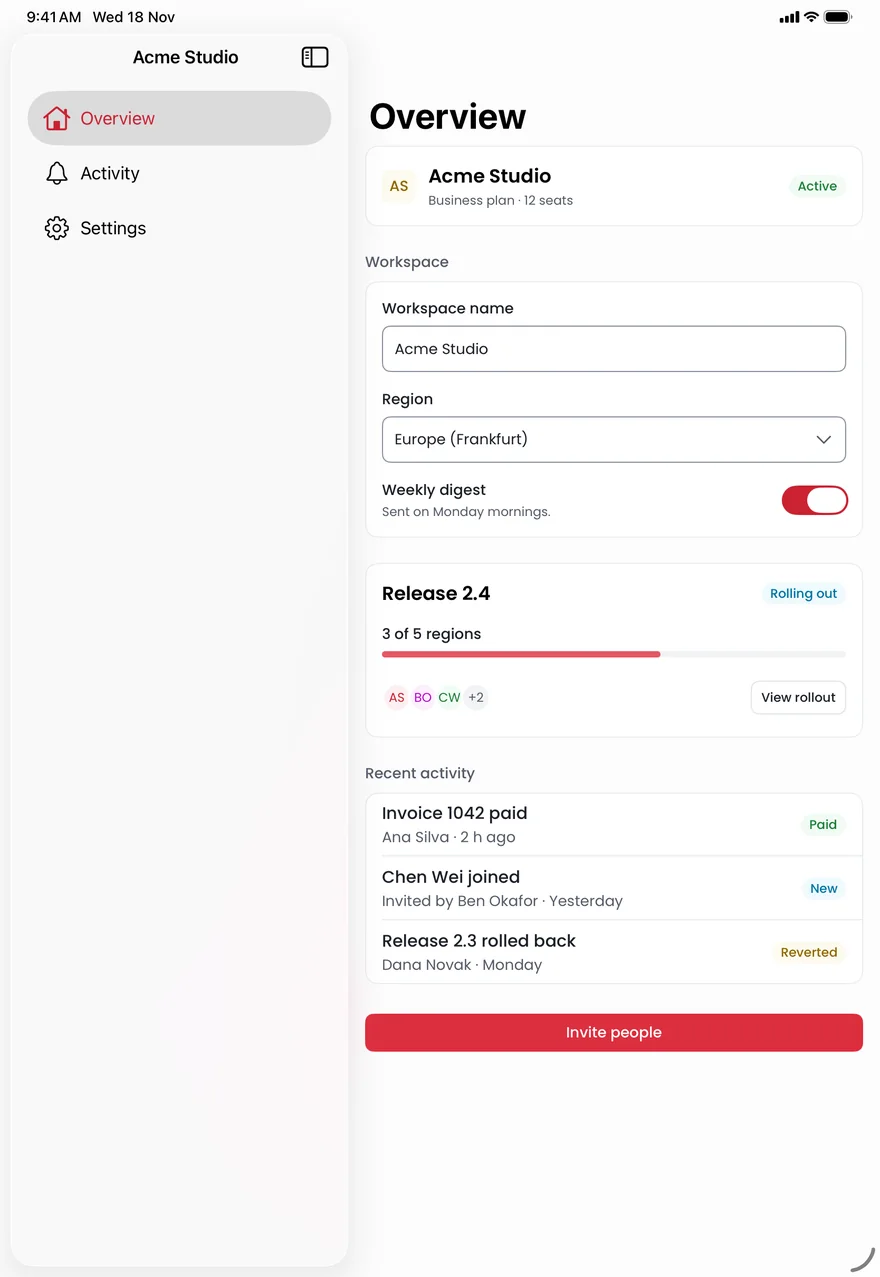 9:41 AM Wed 18 Nov
Acme Studio
Overview
Activity
Settings
Overview
AS
Acme Studio
Business plan · 12 seats
Active
Workspace
Workspace name
Acme Studio
Region
Europe (Frankfurt)
Weekly digest
Sent on Monday mornings.
Release 2.4
Rolling out
3 of 5 regions
AS BO CW +2
View rollout
Recent activity
Invoice 1042 paid
Ana Silva · 2 h ago
Paid
Chen Wei joined
Invited by Ben Okafor · Yesterday
New
Release 2.3 rolled back
Dana Novak · Monday
Reverted
Invite people